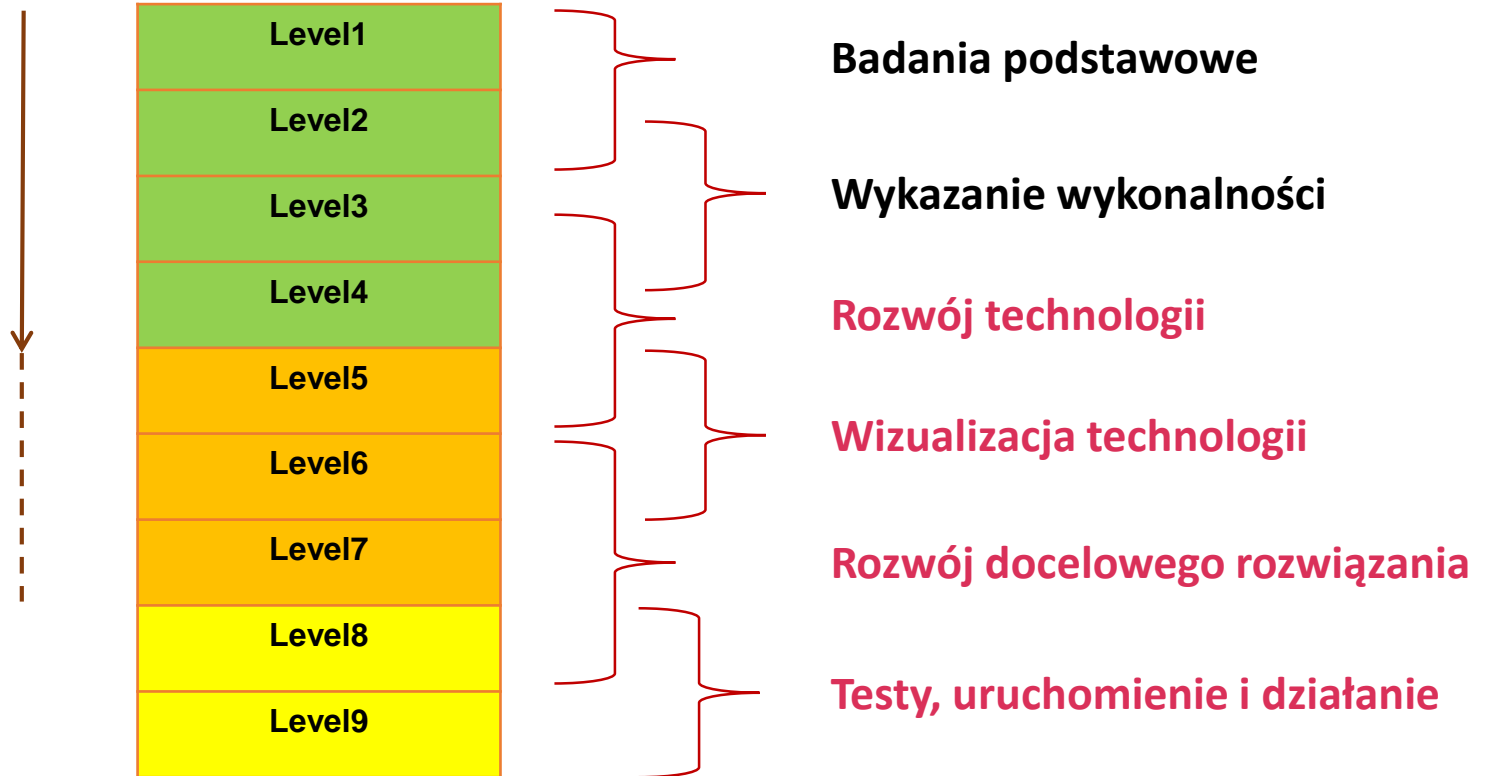 Level1
Badania podstawowe
Level2
Wykazanie wykonalności
Level3
Level4
Rozwój technologii
Level5
Wizualizacja technologii
Level6
Level7
Rozwój docelowego rozwiązania
Level8
Testy, uruchomienie i działanie
Level9